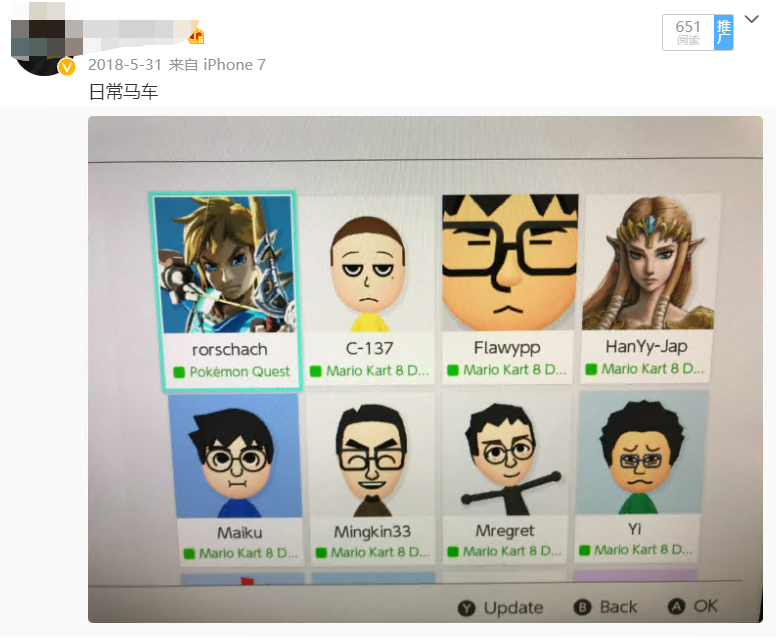 651
阅读
推广
2018-5-31 来自 iPhone 7
日常马车
rorschach
C-137
Flawypp
HanYy-Jap
Pokémon Quest
Mario Kart 8 D...
Mario Kart 8 D...
Mario Kart 8 D...
Maiku
Mingkin33
Mregret
Yi
Mario Kart 8 D...
Mario Kart 8 D...
Mario Kart 8 D...
Mario Kart 8 D...
Y Update
B Back
A OK